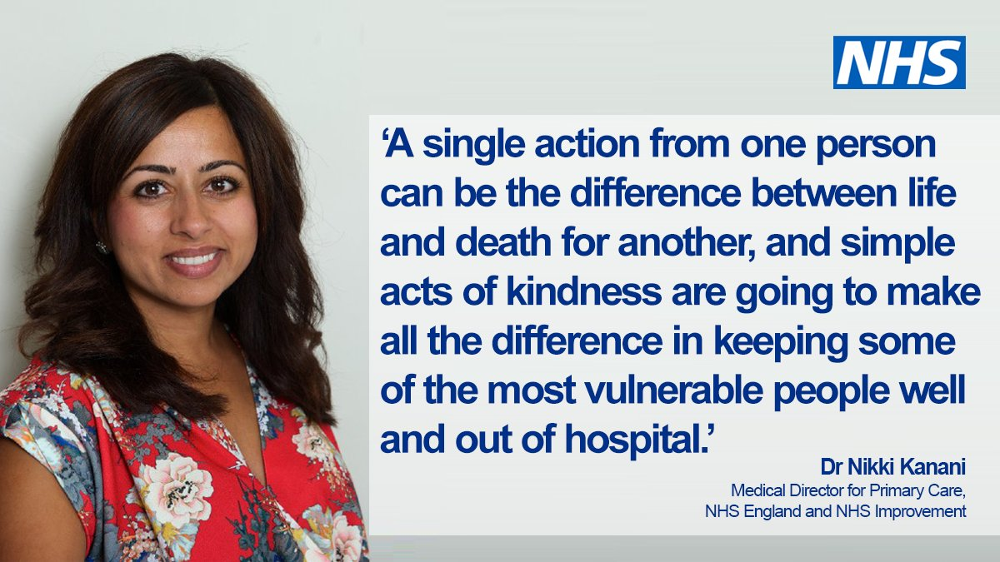 NHS
‘A single action from one person
can be the difference between life
and death for another, and simple
acts of kindness are going to make
all the difference in keeping some
of the most vulnerable people well
and out of hospital.’
Dr Nikki Kanani
Medical Director for Primary Care,
NHS England and NHS Improvement